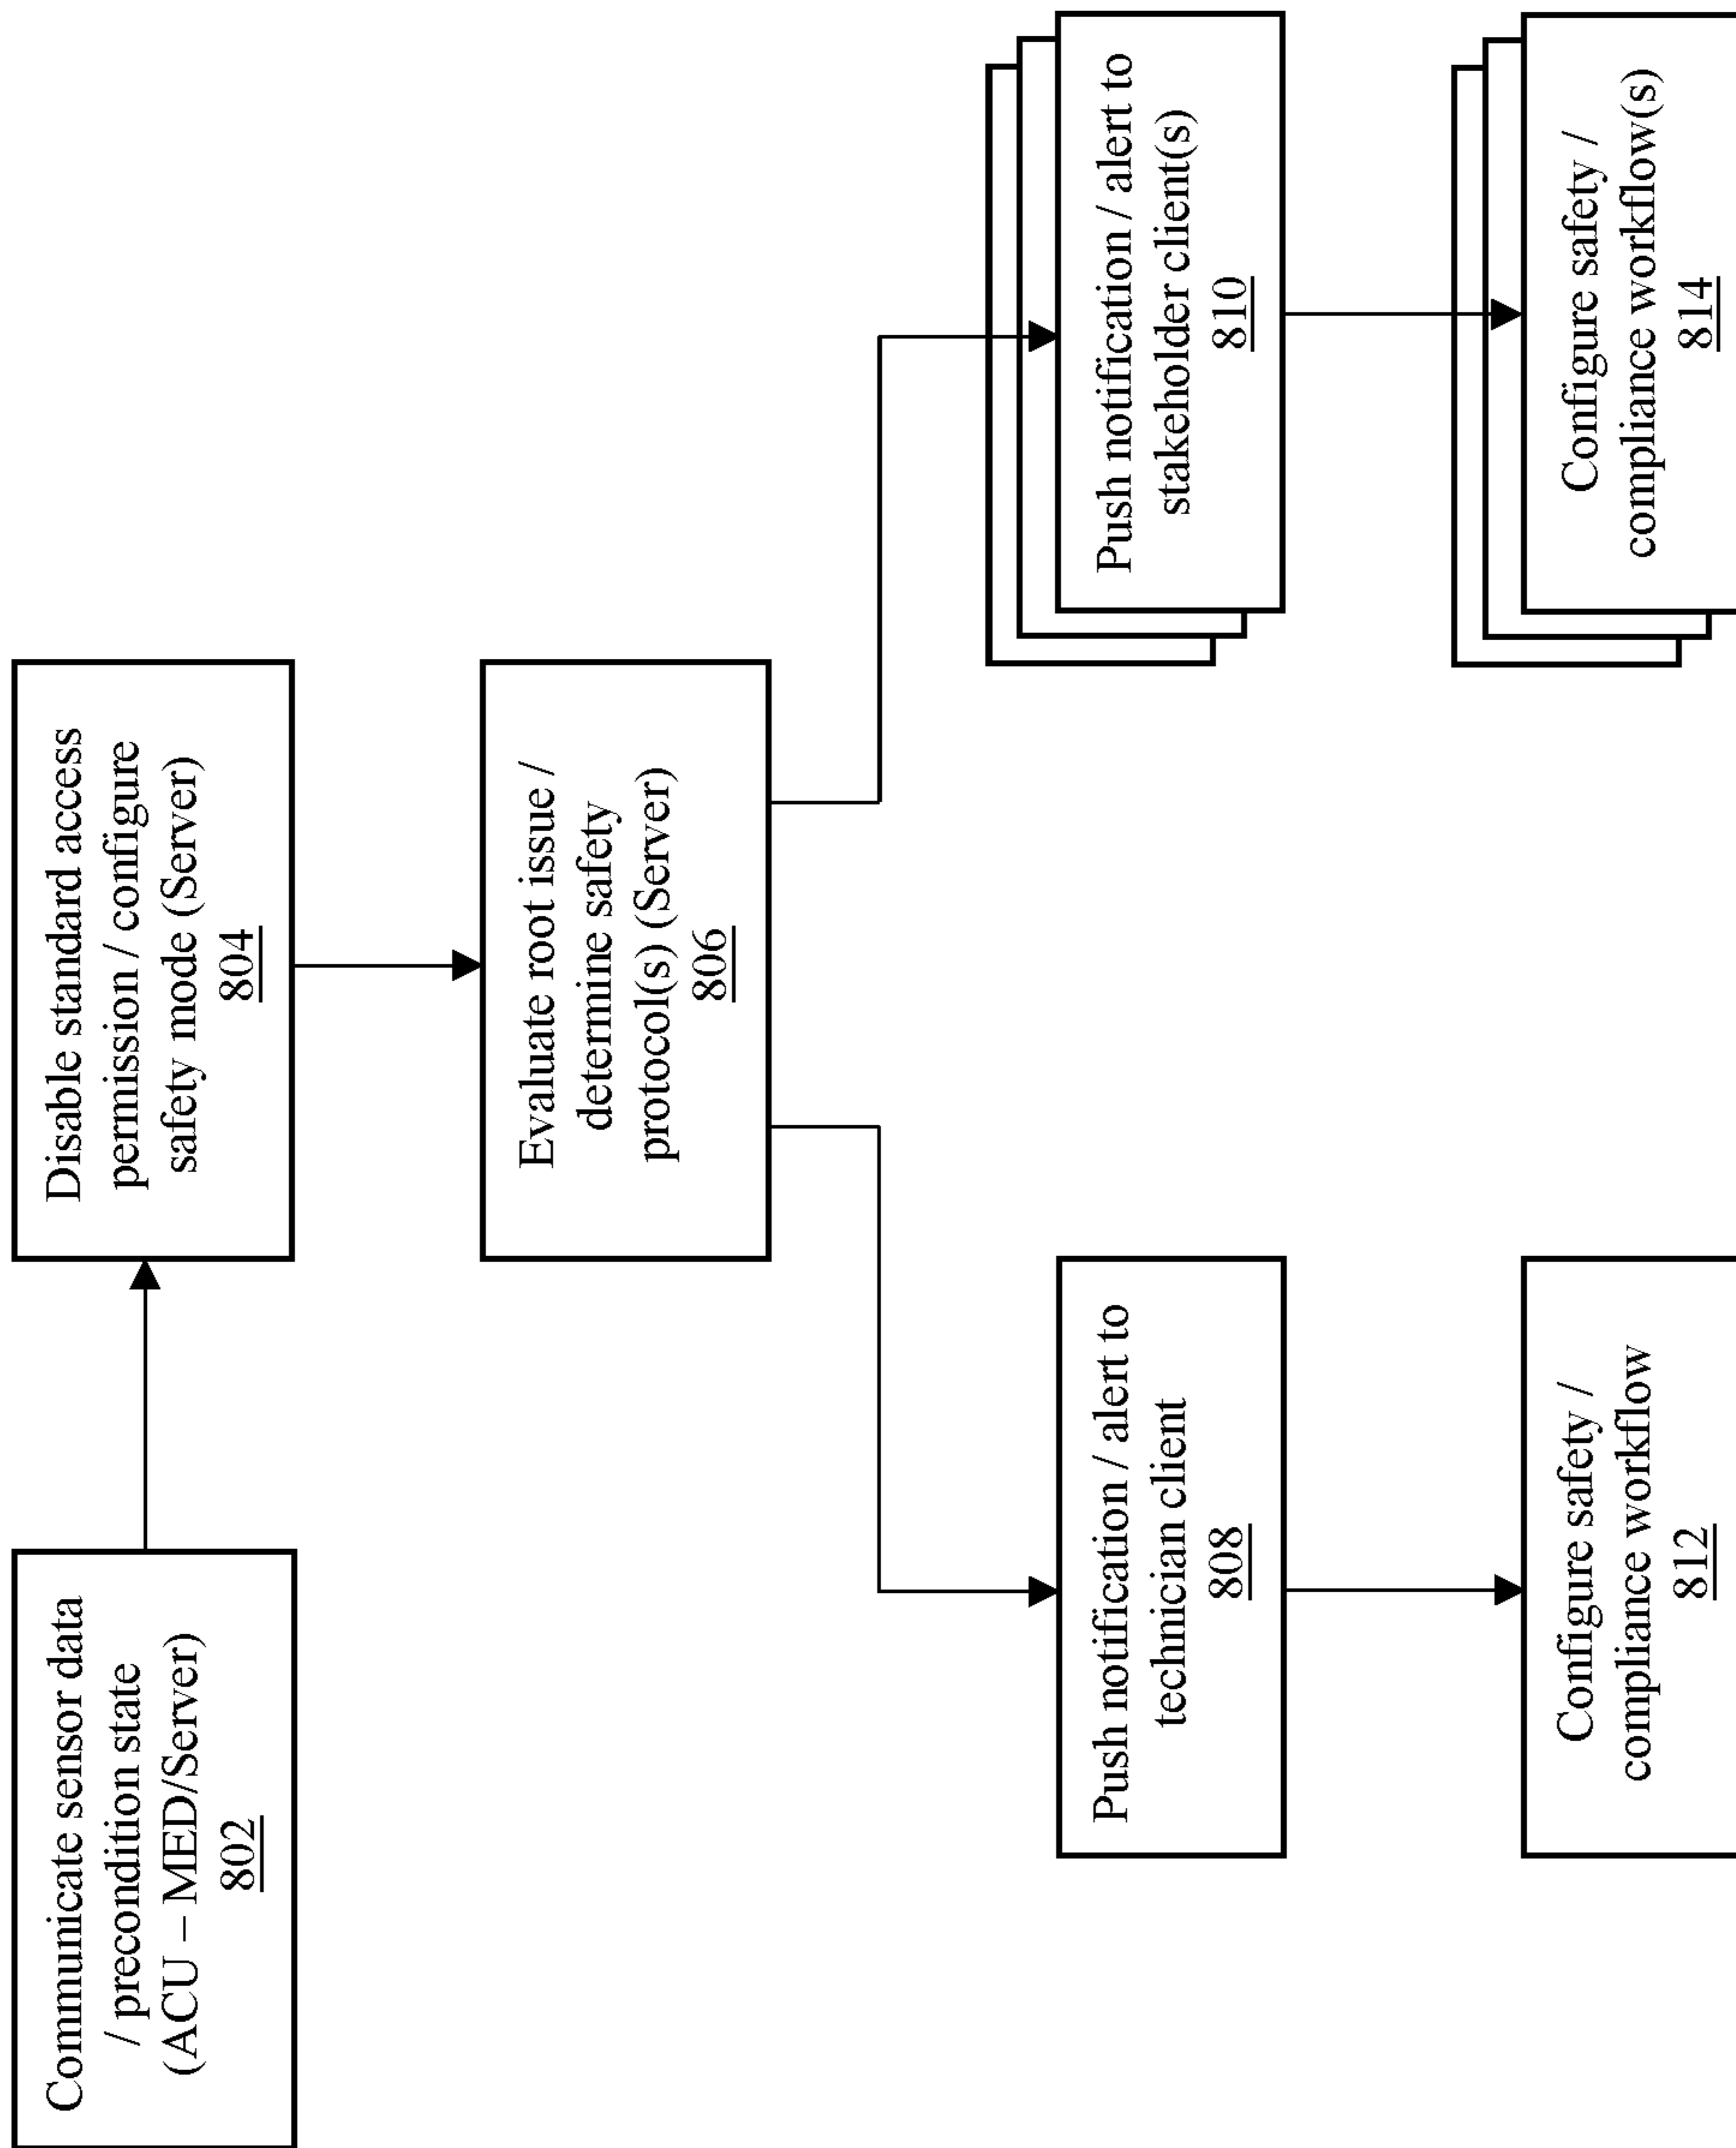 Communicate sensor data
/ precondition state
(ACU – MED/Server)
802
Disable standard access
permission / configure
safety mode (Server)
804
Evaluate root issue /
determine safety
protocol(s) (Server)
806
Push notification / alert to
technician client
808
Push notification / alert to
stakeholder client(s)
810
Configure safety /
compliance workflow
812
Configure safety /
compliance workflow(s)
814